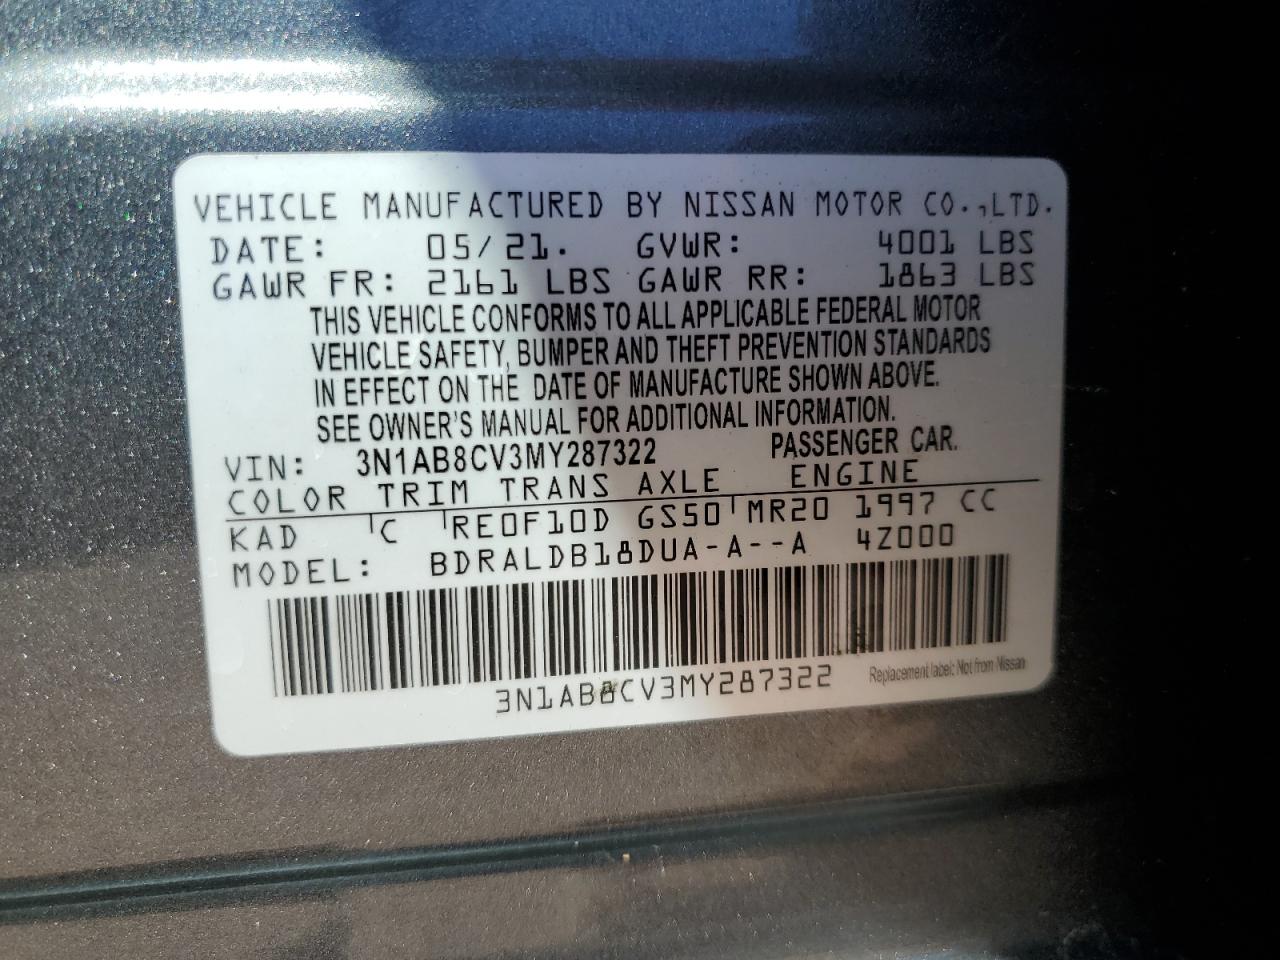 VEHICLE MANUFACTURED BY NISSAN MOTOR CO.,LTD.
DATE: 05/21. GVWR: 4001 LBS
GAWR FR: 2161 LBS GAWR RR: 1863 LBS
THIS VEHICLE CONFORMS TO ALL APPLICABLE FEDERAL MOTOR
VEHICLE SAFETY, BUMPER AND THEFT PREVENTION STANDARDS
IN EFFECT ON THE DATE OF MANUFACTURE SHOWN ABOVE.
SEE OWNER'S MANUAL FOR ADDITIONAL INFORMATION.
VIN: 3N1AB8CV3MY287322 PASSENGER CAR.
COLOR TRIM TRANS AXLE ENGINE
KAD C RE0F10D GS50 MR20 1997 CC
MODEL: BDRALDB18DUA-A--A 4Z000
3N1AB8CV3MY287322
Replacement label: Not from Nissan